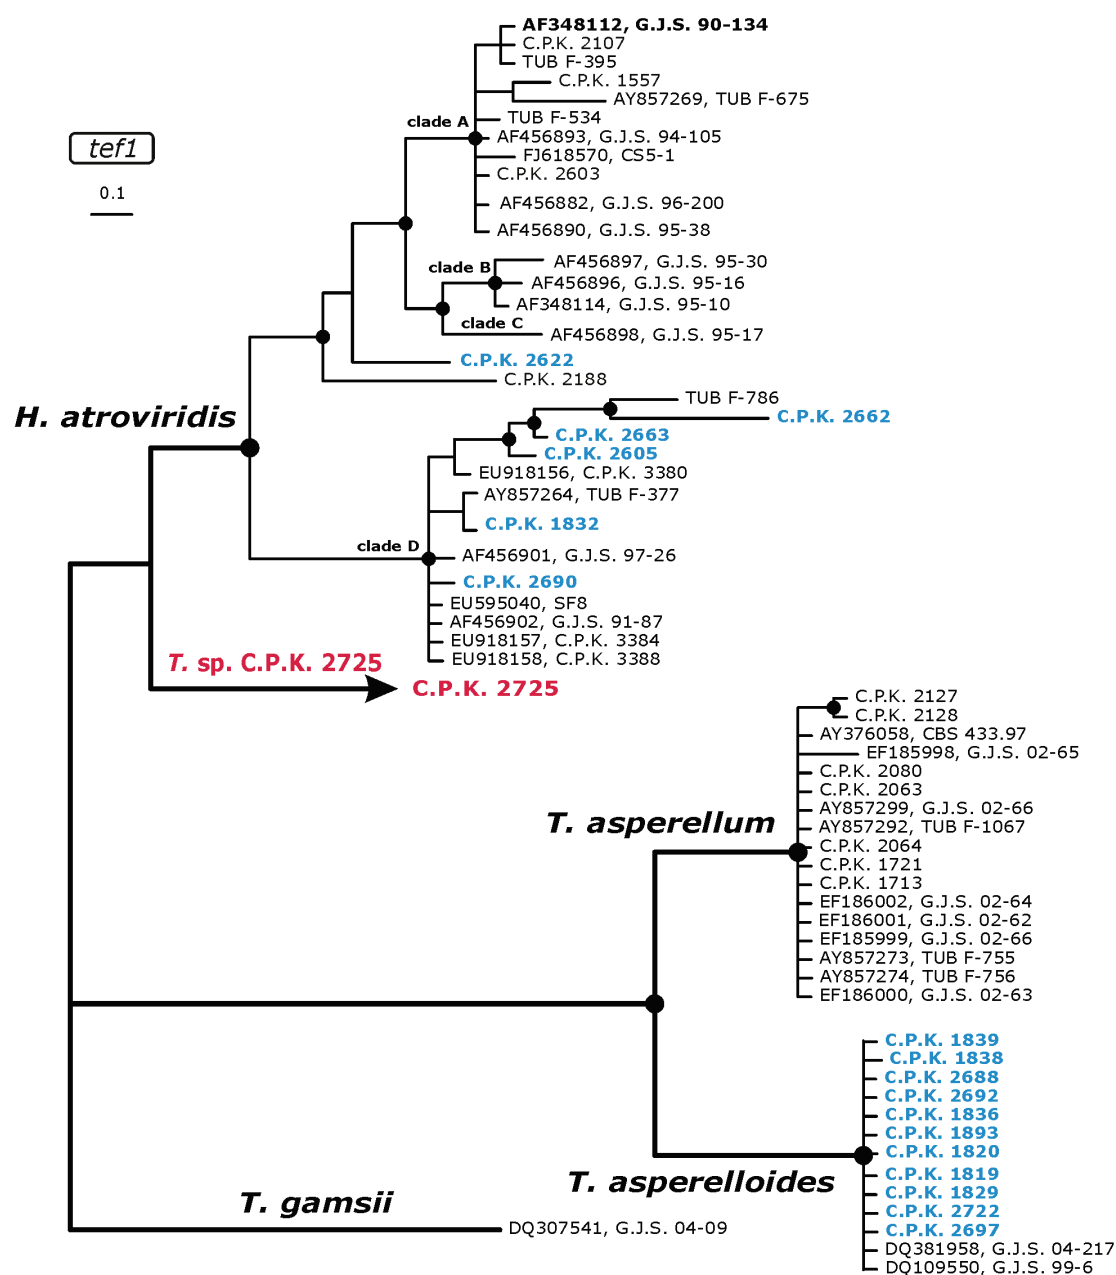 AF348112, G.J.S. 90-134
C.P.K. 2107
TUB F-395
C.P.K. 1557
AY857269, TUB F-675
TUB F-534
clade A
AF456893, G.J.S. 94-105
tef1
FJ618570, CS5-1
C.P.K. 2603
0.1
AF456882, G.J.S. 96-200
AF456890, G.J.S. 95-38
AF456897, G.J.S. 95-30
clade B
AF456896, G.J.S. 95-16
AF348114, G.J.S. 95-10
clade C
AF456898, G.J.S. 95-17
C.P.K. 2622
C.P.K. 2188
TUB F-786
H. atroviridis
C.P.K. 2662
C.P.K. 2663
C.P.K. 2605
EU918156, C.P.K. 3380
AY857264, TUB F-377
C.P.K. 1832
clade D
AF456901, G.J.S. 97-26
C.P.K. 2690
EU595040, SF8
AF456902, G.J.S. 91-87
EU918157, C.P.K. 3384
EU918158, C.P.K. 3388
T. sp. C.P.K. 2725
C.P.K. 2725
C.P.K. 2127
C.P.K. 2128
AY376058, CBS 433.97
EF185998, G.J.S. 02-65
C.P.K. 2080
C.P.K. 2063
AY857299, G.J.S. 02-66
T. asperellum
AY857292, TUB F-1067
C.P.K. 2064
C.P.K. 1721
C.P.K. 1713
EF186002, G.J.S. 02-64
EF186001, G.J.S. 02-62
EF185999, G.J.S. 02-66
AY857273, TUB F-755
AY857274, TUB F-756
EF186000, G.J.S. 02-63
C.P.K. 1839
C.P.K. 1838
C.P.K. 2688
C.P.K. 2692
C.P.K. 1836
C.P.K. 1893
C.P.K. 1820
T. asperelloides
C.P.K. 1819
C.P.K. 1829
T. gamsii
C.P.K. 2722
DQ307541, G.J.S. 04-09
C.P.K. 2697
DQ381958, G.J.S. 04-217
DQ109550, G.J.S. 99-6